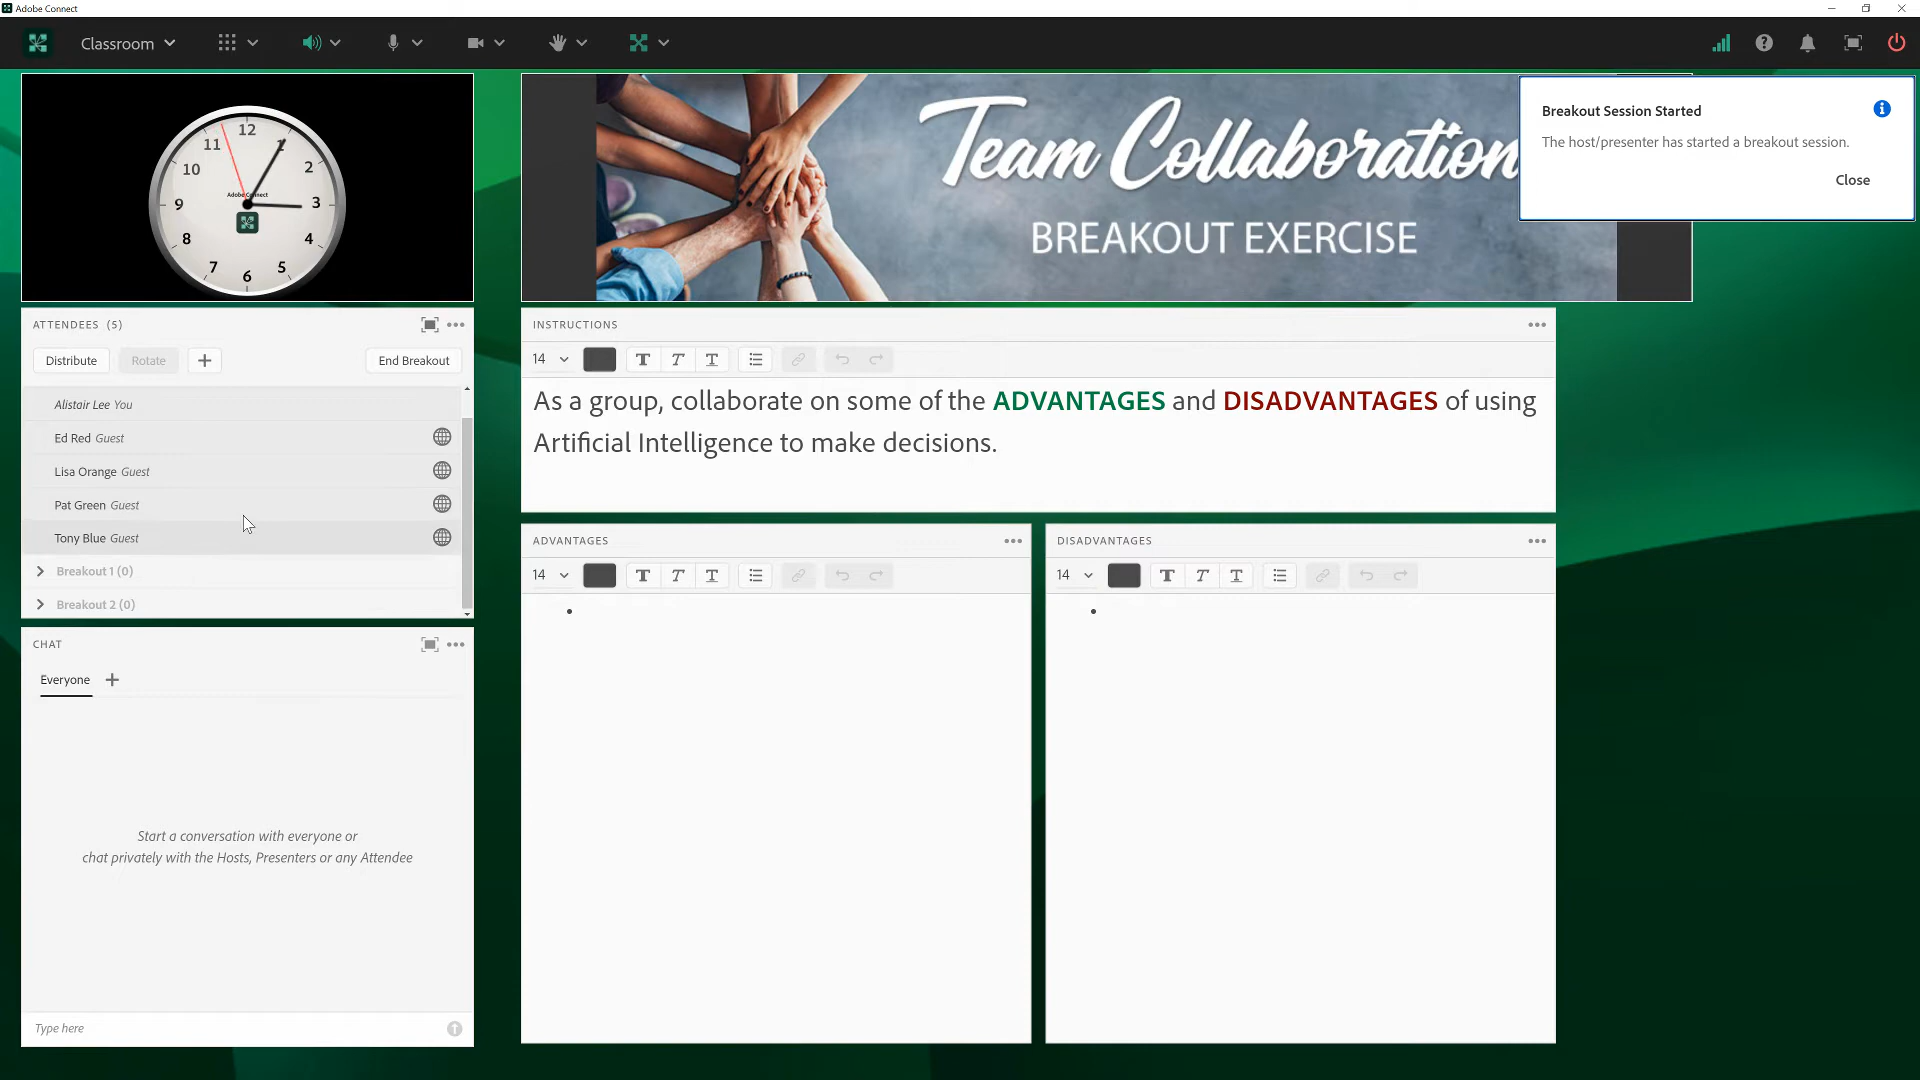 Adobe Connect
Classroom
12
11
1
10
2
Adobe Connect
9
3
8
4
7
5
6
Team Collaboration
BREAKOUT EXERCISE
Breakout Session Started
The host/presenter has started a breakout session.
Close
ATTENDEES (5)
Distribute
Rotate
End Breakout
Alistair Lee You
Ed Red Guest
Lisa Orange Guest
Pat Green Guest
Tony Blue Guest
Breakout 1 (0)
Breakout 2 (0)
INSTRUCTIONS
14
As a group, collaborate on some of the ADVANTAGES and DISADVANTAGES of using
Artificial Intelligence to make decisions.
ADVANTAGES
14
DISADVANTAGES
14
CHAT
Everyone
Start a conversation with everyone or
chat privately with the Hosts, Presenters or any Attendee
Type here